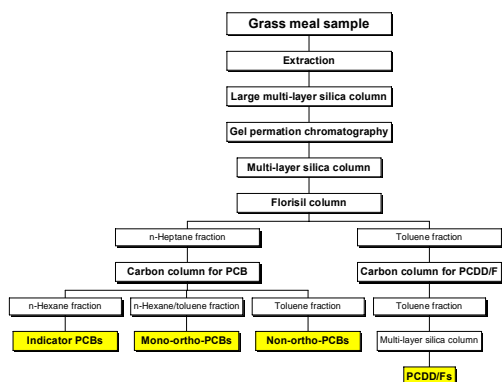 Grass meal sample
Extraction
Large multi-layer silica column
Gel permation chromatography
Multi-layer silica column
Florisil column
n-Heptane fraction
Toluene fraction
Carbon column for PCB
Carbon column for PCDD/F
n-Hexane fraction
n-Hexane/toluene fraction
Toluene fraction
Toluene fraction
Indicator PCBs
Mono-ortho-PCBs
Non-ortho-PCBs
Multi-layer silica column
PCDD/Fs